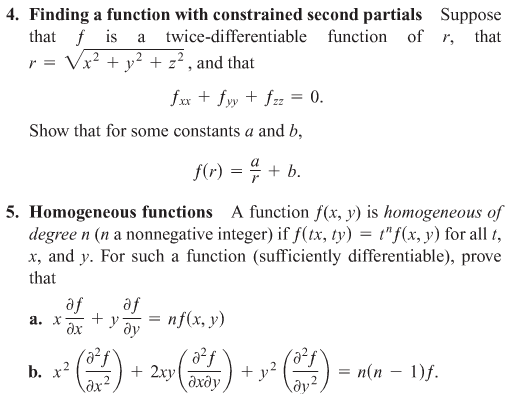 4. Finding a function with constrained second partials Suppose
that f is a twice-differentiable function of r, that
r = √(x² + y² + z²), and that
fₓₓ + f_yy + f_zz = 0.
Show that for some constants a and b,
f(r) = a/r + b.
5. Homogeneous functions A function f(x, y) is homogeneous of
degree n (n a nonnegative integer) if f(tx, ty) = tⁿf(x, y) for all t,
x, and y. For such a function (sufficiently differentiable), prove
that
a. x ∂f/∂x + y ∂f/∂y = nf(x, y)
b. x²(∂²f/∂x²) + 2xy(∂²f/∂x∂y) + y²(∂²f/∂y²) = n(n − 1)f.